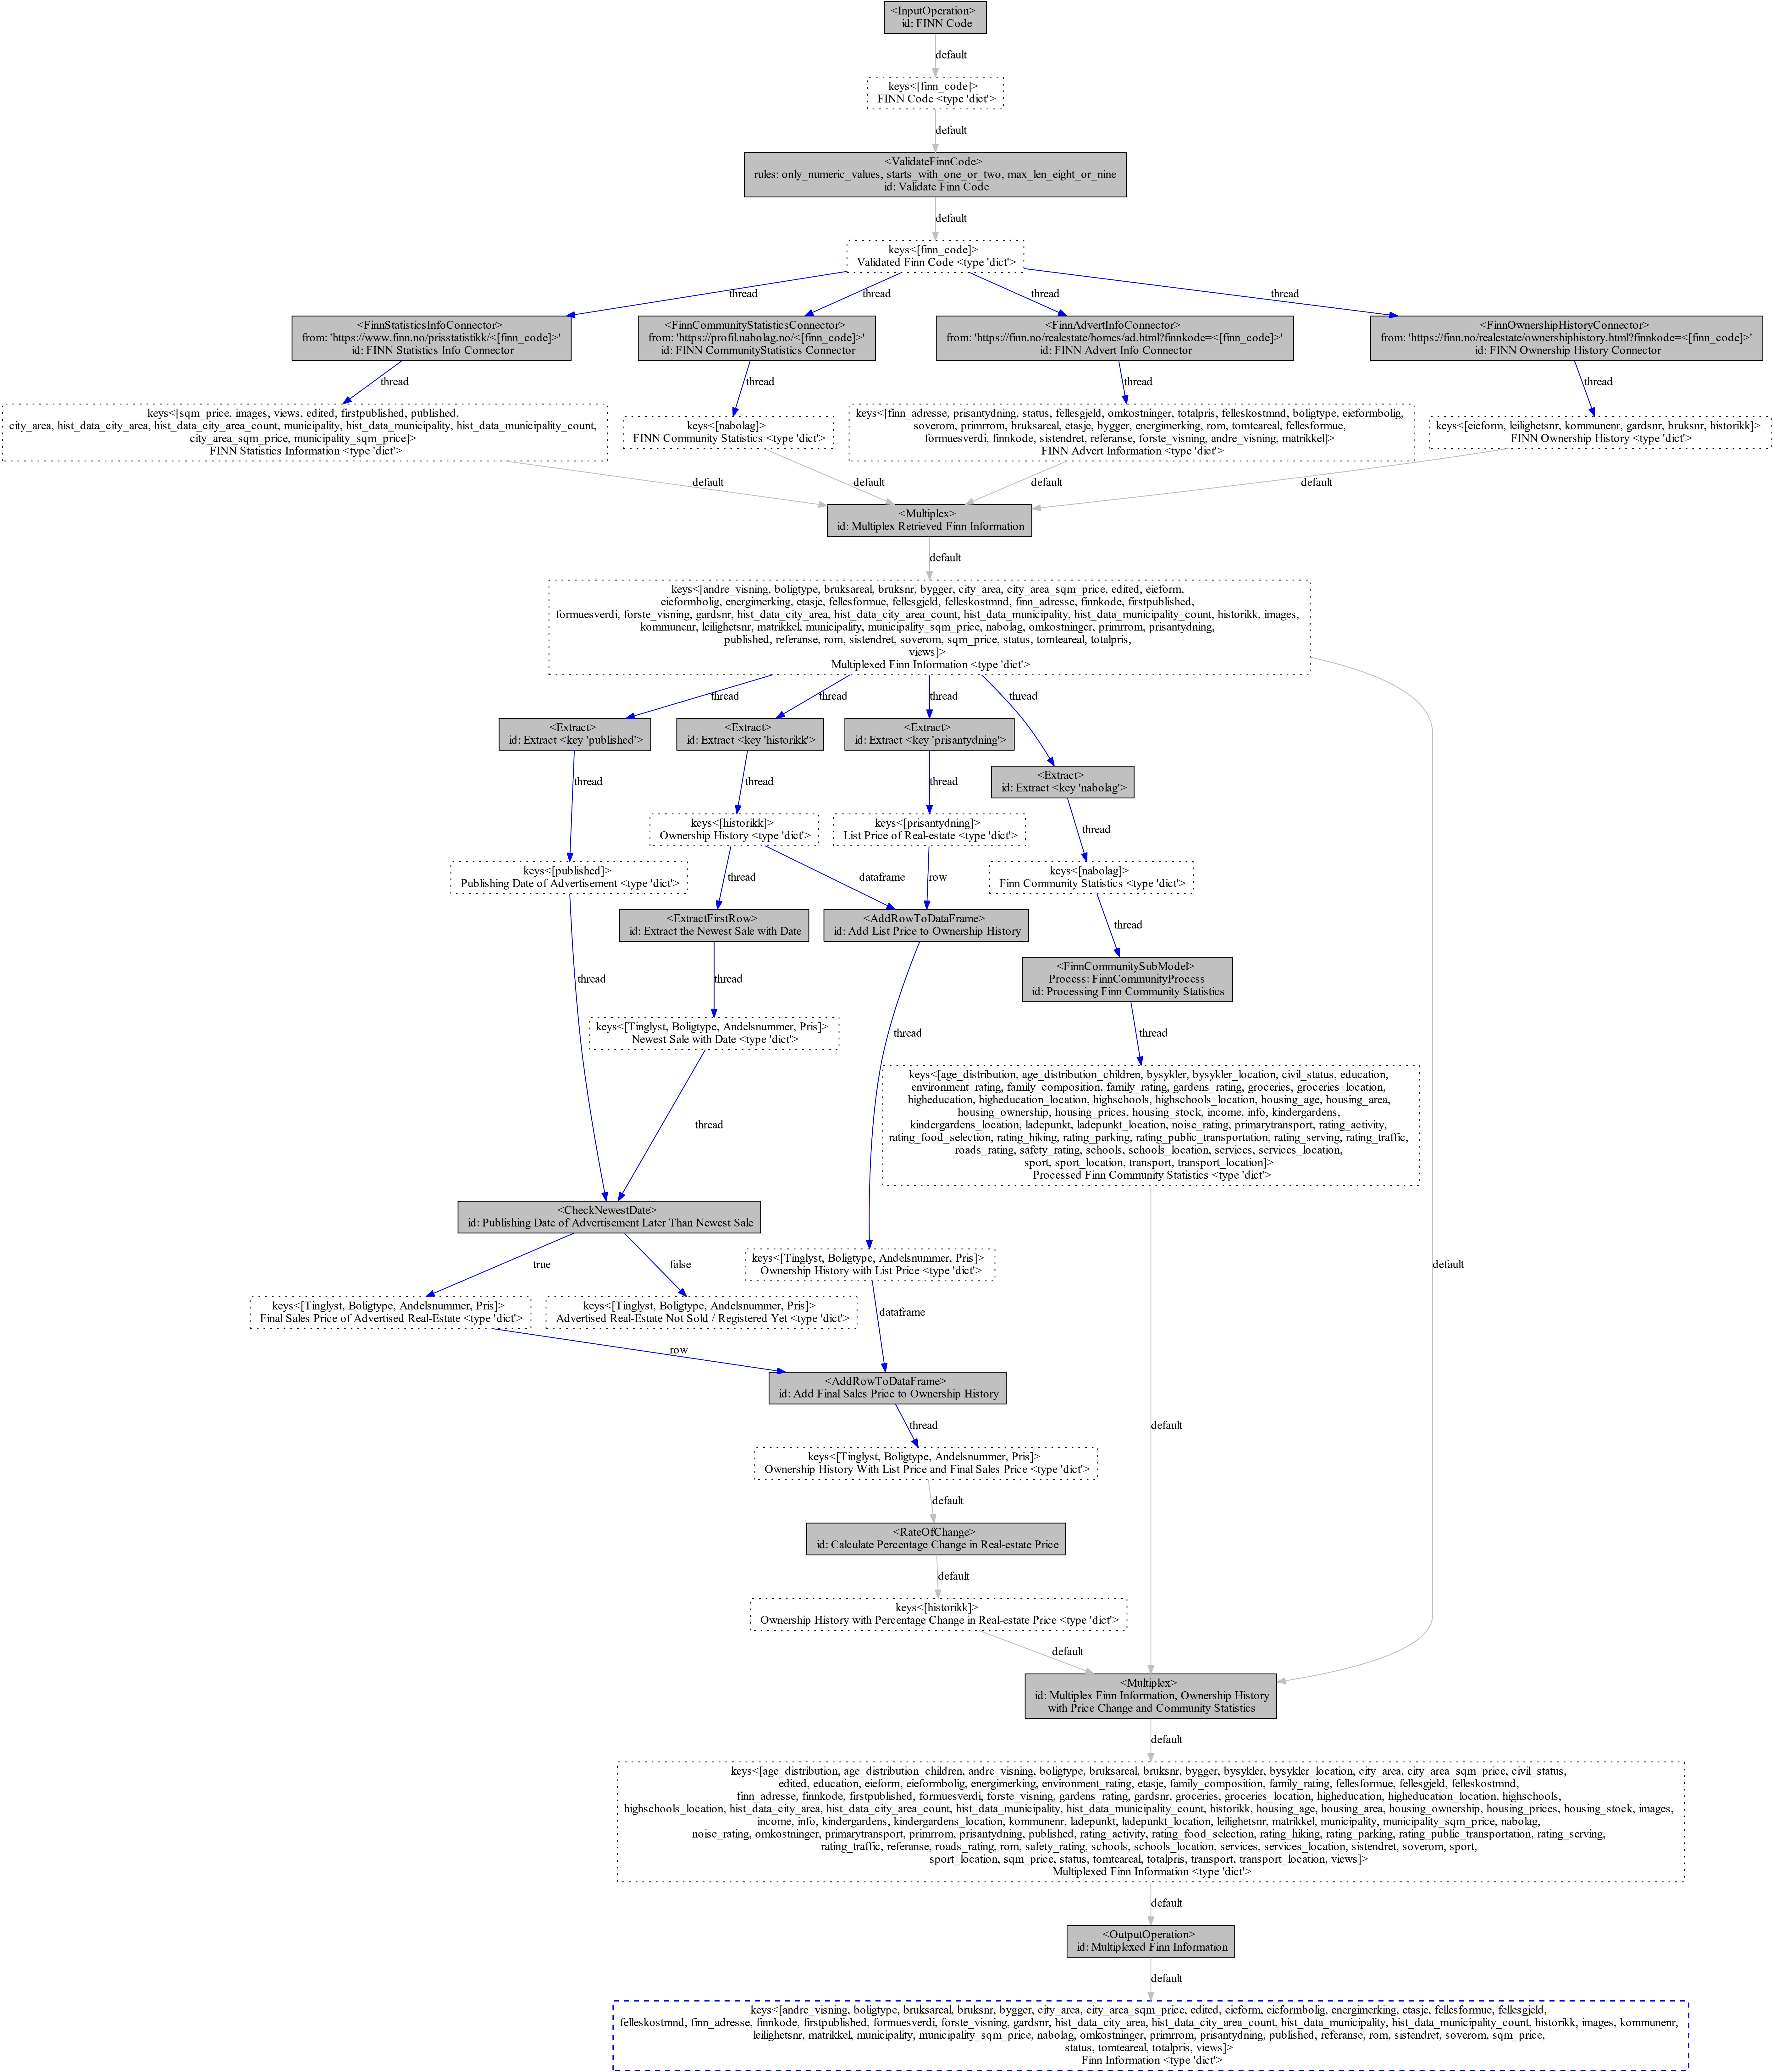 <InputOperation>
id: FINN Code
default
keys<[finn_code]>
FINN Code <type 'dict'>
default
<ValidateFinnCode>
rules: only_numeric_values, starts_with_one_or_two, max_len_eight_or_nine
id: Validate Finn Code
default
keys<[finn_code]>
Validated Finn Code <type 'dict'>
thread
thread
thread
thread
<FinnStatisticsInfoConnector>
from: 'https://www.finn.no/prisstatistikk/<[finn_code]>'
id: FINN Statistics Info Connector
<FinnCommunityStatisticsConnector>
from: 'https://profil.nabolag.no/<[finn_code]>'
id: FINN CommunityStatistics Connector
<FinnAdvertInfoConnector>
from: 'https://finn.no/realestate/homes/ad.html?finnkode=<[finn_code]>'
id: FINN Advert Info Connector
<FinnOwnershipHistoryConnector>
from: 'https://finn.no/realestate/ownershiphistory.html?finnkode=<[finn_code]>'
id: FINN Ownership History Connector
thread
thread
thread
thread
keys<[sqm_price, images, views, edited, firstpublished, published,
city_area, hist_data_city_area, hist_data_city_area_count, municipality, hist_data_municipality, hist_data_municipality_count,
city_area_sqm_price, municipality_sqm_price]>
FINN Statistics Information <type 'dict'>
keys<[nabolag]>
FINN Community Statistics <type 'dict'>
keys<[finn_adresse, prisantydning, status, fellesgjeld, omkostninger, totalpris, felleskostmnd, boligtype, eieformbolig,
soverom, primrrom, bruksareal, etasje, bygger, energimerking, rom, tomteareal, fellesformue,
formuesverdi, finnkode, sistendret, referanse, forste_visning, andre_visning, matrikkel]>
FINN Advert Information <type 'dict'>
keys<[eieform, leilighetsnr, kommunenr, gardsnr, bruksnr, historikk]>
FINN Ownership History <type 'dict'>
default
default
default
default
<Multiplex>
id: Multiplex Retrieved Finn Information
default
keys<[andre_visning, boligtype, bruksareal, bruksnr, bygger, city_area, city_area_sqm_price, edited, eieform,
eieformbolig, energimerking, etasje, fellesformue, fellesgjeld, felleskostmnd, finn_adresse, finnkode, firstpublished,
formuesverdi, forste_visning, gardsnr, hist_data_city_area, hist_data_city_area_count, hist_data_municipality, hist_data_municipality_count, historikk, images,
kommunenr, leilighetsnr, matrikkel, municipality, municipality_sqm_price, nabolag, omkostninger, primrrom, prisantydning,
published, referanse, rom, sistendret, soverom, sqm_price, status, tomteareal, totalpris,
views]>
Multiplexed Finn Information <type 'dict'>
thread
thread
thread
thread
<Extract>
id: Extract <key 'published'>
<Extract>
id: Extract <key 'historikk'>
<Extract>
id: Extract <key 'prisantydning'>
<Extract>
id: Extract <key 'nabolag'>
thread
thread
thread
thread
keys<[historikk]>
Ownership History <type 'dict'>
keys<[prisantydning]>
List Price of Real-estate <type 'dict'>
keys<[published]>
Publishing Date of Advertisement <type 'dict'>
keys<[nabolag]>
Finn Community Statistics <type 'dict'>
thread
dataframe
row
thread
<ExtractFirstRow>
id: Extract the Newest Sale with Date
<AddRowToDataFrame>
id: Add List Price to Ownership History
<FinnCommunitySubModel>
Process: FinnCommunityProcess
id: Processing Finn Community Statistics
thread
thread
thread
thread
keys<[Tinglyst, Boligtype, Andelsnummer, Pris]>
Newest Sale with Date <type 'dict'>
keys<[age_distribution, age_distribution_children, bysykler, bysykler_location, civil_status, education,
environment_rating, family_composition, family_rating, gardens_rating, groceries, groceries_location,
higheducation, higheducation_location, highschools, highschools_location, housing_age, housing_area,
housing_ownership, housing_prices, housing_stock, income, info, kindergardens,
kindergardens_location, ladepunkt, ladepunkt_location, noise_rating, primarytransport, rating_activity,
rating_food_selection, rating_hiking, rating_parking, rating_public_transportation, rating_serving, rating_traffic,
roads_rating, safety_rating, schools, schools_location, services, services_location,
sport, sport_location, transport, transport_location]>
Processed Finn Community Statistics <type 'dict'>
thread
<CheckNewestDate>
id: Publishing Date of Advertisement Later Than Newest Sale
true
false
keys<[Tinglyst, Boligtype, Andelsnummer, Pris]>
Ownership History with List Price <type 'dict'>
default
keys<[Tinglyst, Boligtype, Andelsnummer, Pris]>
Final Sales Price of Advertised Real-Estate <type 'dict'>
keys<[Tinglyst, Boligtype, Andelsnummer, Pris]>
Advertised Real-Estate Not Sold / Registered Yet <type 'dict'>
dataframe
row
<AddRowToDataFrame>
id: Add Final Sales Price to Ownership History
thread
default
keys<[Tinglyst, Boligtype, Andelsnummer, Pris]>
Ownership History With List Price and Final Sales Price <type 'dict'>
default
<RateOfChange>
id: Calculate Percentage Change in Real-estate Price
default
keys<[historikk]>
Ownership History with Percentage Change in Real-estate Price <type 'dict'>
default
<Multiplex>
id: Multiplex Finn Information, Ownership History
with Price Change and Community Statistics
default
keys<[age_distribution, age_distribution_children, andre_visning, boligtype, bruksareal, bruksnr, bygger, bysykler, bysykler_location, city_area, city_area_sqm_price, civil_status,
edited, education, eieform, eieformbolig, energimerking, environment_rating, etasje, family_composition, family_rating, fellesformue, fellesgjeld, felleskostmnd,
finn_adresse, finnkode, firstpublished, formuesverdi, forste_visning, gardens_rating, gardsnr, groceries, groceries_location, higheducation, higheducation_location, highschools,
highschools_location, hist_data_city_area, hist_data_city_area_count, hist_data_municipality, hist_data_municipality_count, historikk, housing_age, housing_area, housing_ownership, housing_prices, housing_stock, images,
income, info, kindergardens, kindergardens_location, kommunenr, ladepunkt, ladepunkt_location, leilighetsnr, matrikkel, municipality, municipality_sqm_price, nabolag,
noise_rating, omkostninger, primarytransport, primrrom, prisantydning, published, rating_activity, rating_food_selection, rating_hiking, rating_parking, rating_public_transportation, rating_serving,
rating_traffic, referanse, roads_rating, rom, safety_rating, schools, schools_location, services, services_location, sistendret, soverom, sport,
sport_location, sqm_price, status, tomteareal, totalpris, transport, transport_location, views]>
Multiplexed Finn Information <type 'dict'>
default
<OutputOperation>
id: Multiplexed Finn Information
default
keys<[andre_visning, boligtype, bruksareal, bruksnr, bygger, city_area, city_area_sqm_price, edited, eieform, eieformbolig, energimerking, etasje, fellesformue, fellesgjeld,
felleskostmnd, finn_adresse, finnkode, firstpublished, formuesverdi, forste_visning, gardsnr, hist_data_city_area, hist_data_city_area_count, hist_data_municipality, hist_data_municipality_count, historikk, images, kommunenr,
leilighetsnr, matrikkel, municipality, municipality_sqm_price, nabolag, omkostninger, primrrom, prisantydning, published, referanse, rom, sistendret, soverom, sqm_price,
status, tomteareal, totalpris, views]>
Finn Information <type 'dict'>